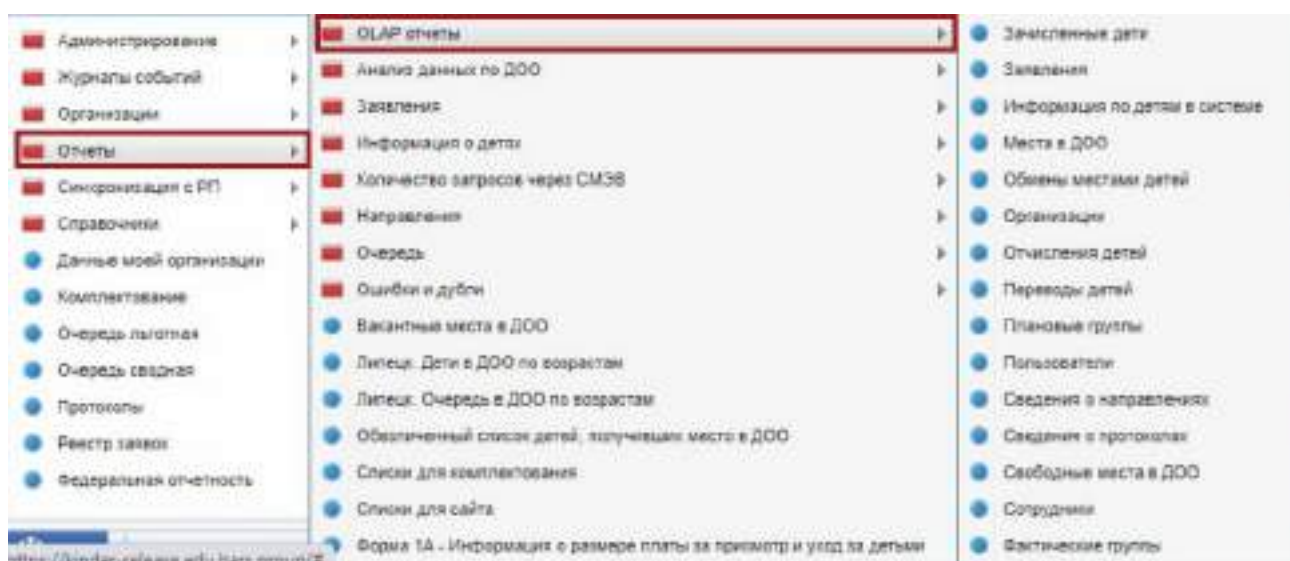 Администрирование
Журналы событий
Организации
Отчеты
Синхронизация с РП
Справочники
Данные моей организации
Комплектование
Очередь льготная
Очередь сводная
Протоколы
Реестр заявок
Федеральная отчетность
OLAP отчеты
Анализ данных по ДОО
Заявления
Информация о детях
Количество запросов через СМЭВ
Направления
Очередь
Ошибки и дубли
Вакантные места в ДОО
Липецк. Дети в ДОО по возрастам
Липецк. Очередь в ДОО по возрастам
Обезличенный список детей, получивших место в ДОО
Списки для комплектования
Списки для сайта
Форма 1А - Информация о размере платы за присмотр и уход за детьми
Зачисленные дети
Заявления
Информация по детям в системе
Места в ДОО
Обмены местами детей
Организации
Отчисления детей
Переводы детей
Плановые группы
Пользователи
Сведения о направлениях
Сведения о протоколах
Свободные места в ДОО
Сотрудники
Фактические группы